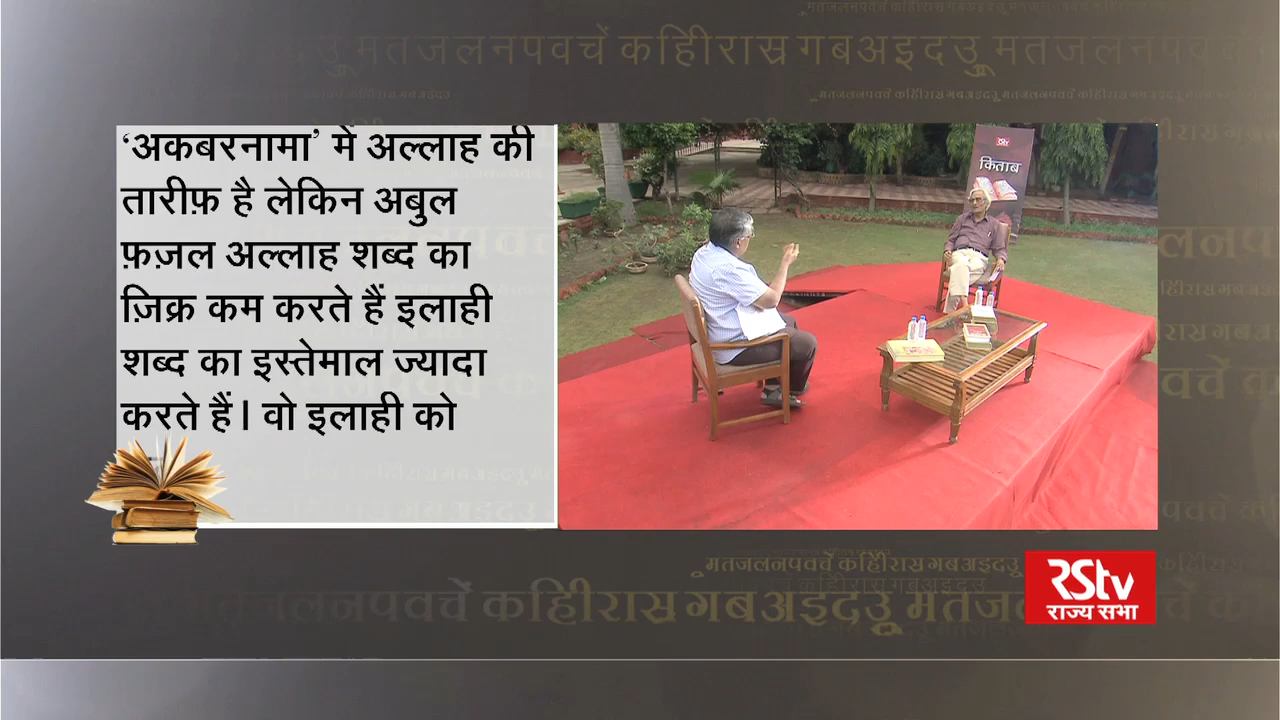 ‘अकबरनामा’ में अल्लाह की
तारीफ़ है लेकिन अबुल
फ़ज़ल अल्लाह शब्द का
ज़िक्र कम करते हैं इलाही
शब्द का इस्तेमाल ज्यादा
करते हैं। वो इलाही को
किताब
RStv
राज्य सभा